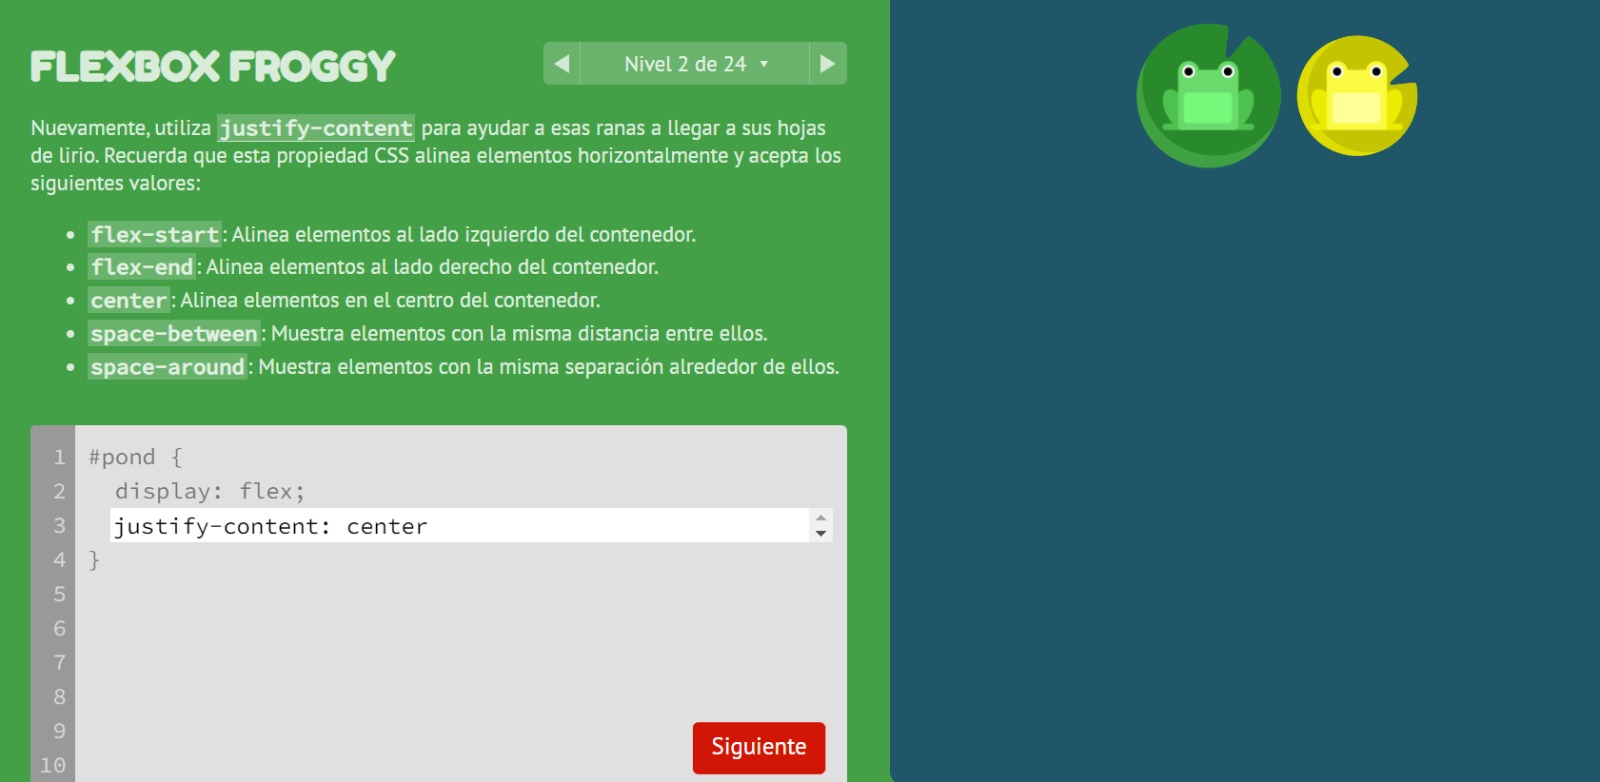 FLEXBOX FROGGY
◀ Nivel 2 de 24 ▼ ▶
Nuevamente, utiliza justify-content para ayudar a esas ranas a llegar a sus hojas
de lirio. Recuerda que esta propiedad CSS alinea elementos horizontalmente y acepta los
siguientes valores:
• flex-start: Alinea elementos al lado izquierdo del contenedor.
• flex-end: Alinea elementos al lado derecho del contenedor.
• center: Alinea elementos en el centro del contenedor.
• space-between: Muestra elementos con la misma distancia entre ellos.
• space-around: Muestra elementos con la misma separación alrededor de ellos.
1 #pond {
2 display: flex;
3 justify-content: center
4 }
5
6
7
8
9
10
Siguiente